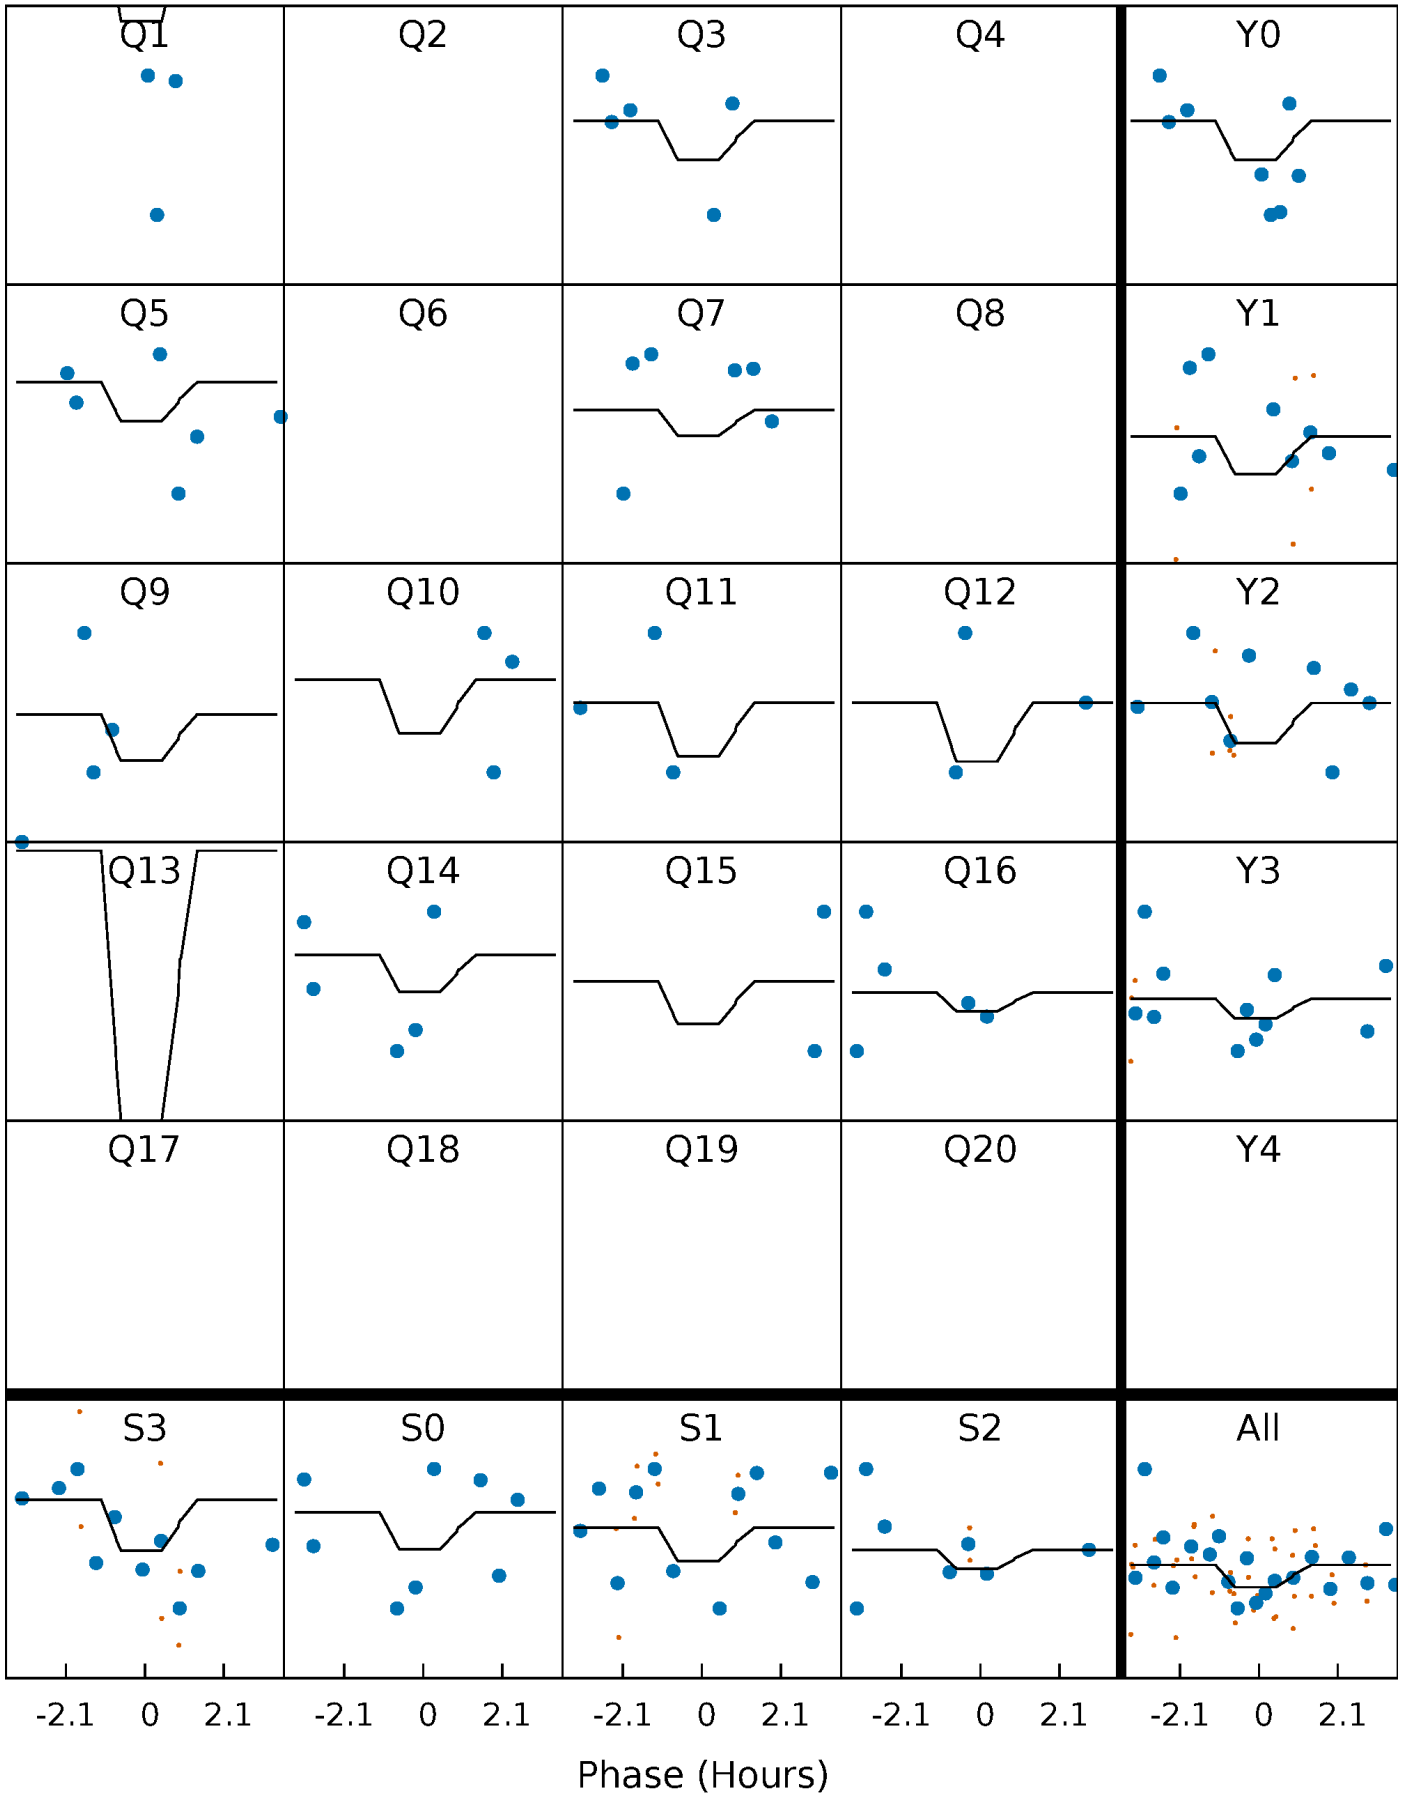 Q1 Q2 Q3 Q4 Y0
Q5 Q6 Q7 Q8 Y1
Q9 Q10 Q11 Q12 Y2
Q13 Q14 Q15 Q16 Y3
Q17 Q18 Q19 Q20 Y4
S3 S0 S1 S2 All
-2.1 0 2.1 -2.1 0 2.1 -2.1 0 2.1 -2.1 0 2.1 -2.1 0 2.1
Phase (Hours)